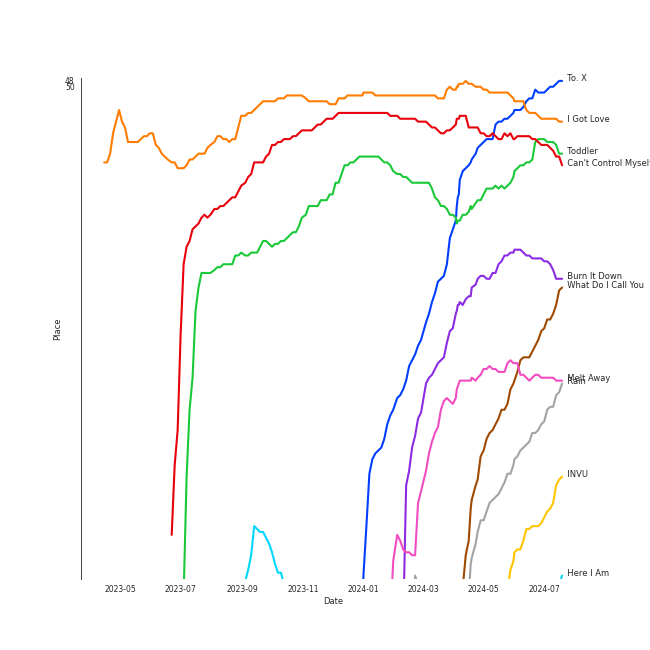 48
50
To. X
I Got Love
Toddler
Can't Control Mysel
Burn It Down
What Do I Call You
Melt Away
Rain
INVU
Here I Am
Place
2023-05
2023-07
2023-09
2023-11
2024-01
2024-03
2024-05
2024-07
Date